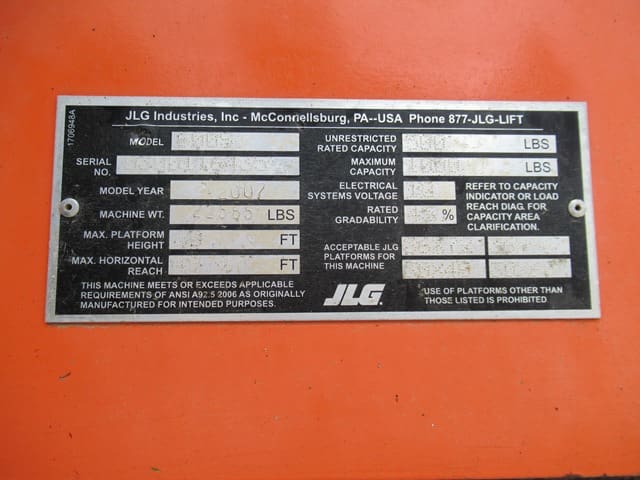 1706948A
JLG Industries, Inc - McConnellsburg, PA--USA Phone 877-JLG-LIFT
MODEL
SERIAL
NO.
MODEL YEAR 2007
MACHINE WT. LBS
MAX. PLATFORM
HEIGHT FT
MAX. HORIZONTAL
REACH FT
THIS MACHINE MEETS OR EXCEEDS APPLICABLE
REQUIREMENTS OF ANSI A92.5 2006 AS ORIGINALLY
MANUFACTURED FOR INTENDED PURPOSES.
UNRESTRICTED
RATED CAPACITY LBS
MAXIMUM
CAPACITY LBS
ELECTRICAL
SYSTEMS VOLTAGE
RATED
GRADABILITY %
REFER TO CAPACITY
INDICATOR OR LOAD
REACH DIAG. FOR
CAPACITY AREA
CLARIFICATION.
ACCEPTABLE JLG
PLATFORMS FOR
THIS MACHINE
JLG
USE OF PLATFORMS OTHER THAN
THOSE LISTED IS PROHIBITED.